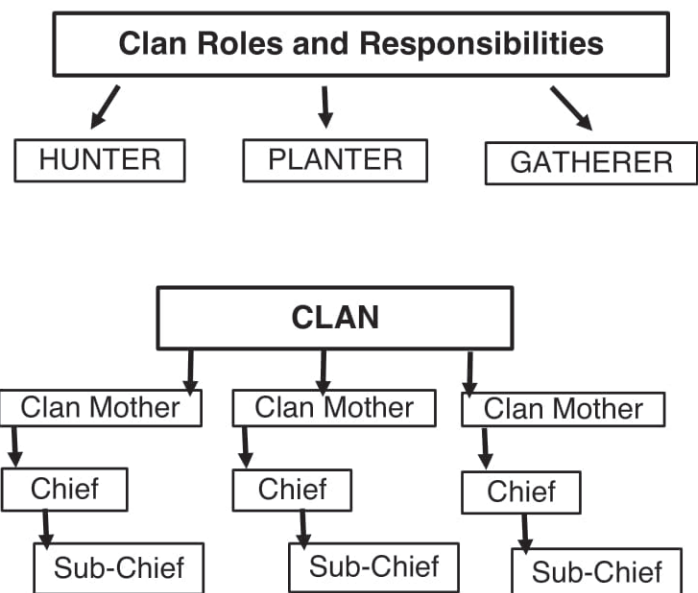 Clan Roles and Responsibilities
HUNTER
PLANTER
GATHERER
CLAN
Clan Mother
Clan Mother
Clan Mother
Chief
Chief
Chief
Sub-Chief
Sub-Chief
Sub-Chief